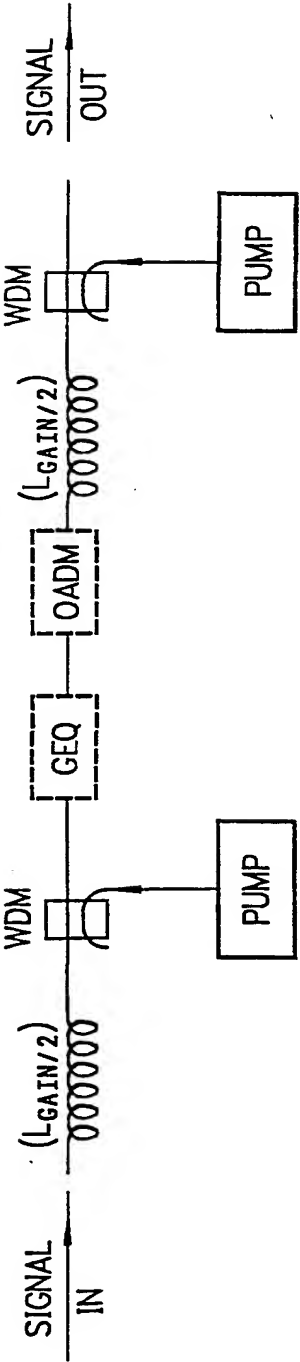 SIGNAL
IN
(LGAIN/2)
WDM
PUMP
GEQ
OADM
(LGAIN/2)
WDM
PUMP
SIGNAL
OUT